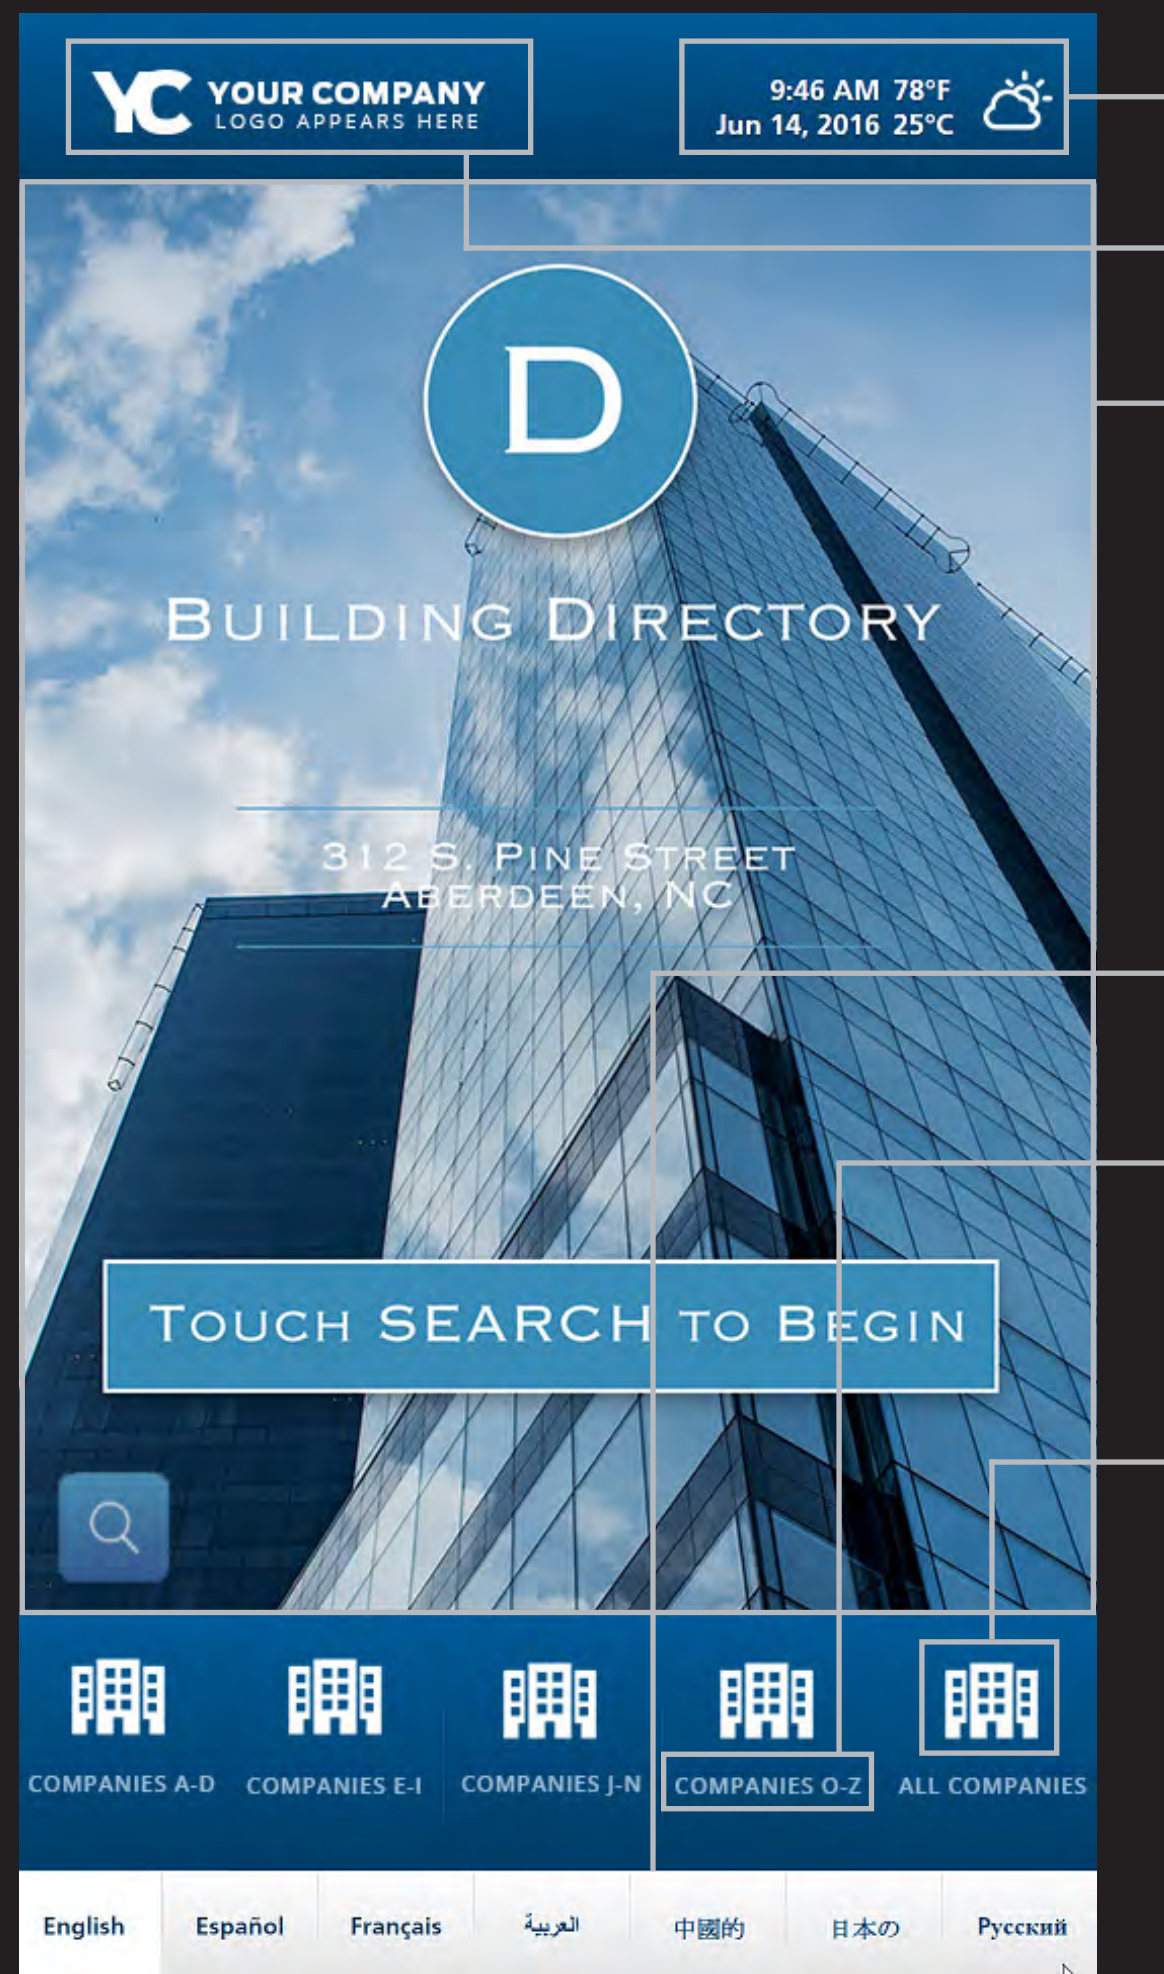 YC YOUR COMPANY
LOGO APPEARS HERE
9:46 AM 78°F
Jun 14, 2016 25°C
D
BUILDING DIRECTORY
312 S. PINE STREET
ABERDEEN, NC
TOUCH SEARCH TO BEGIN
COMPANIES A-D
COMPANIES E-I
COMPANIES J-N
COMPANIES O-Z
ALL COMPANIES
English
Español
Français
العربية
中國的
日本の
Русский